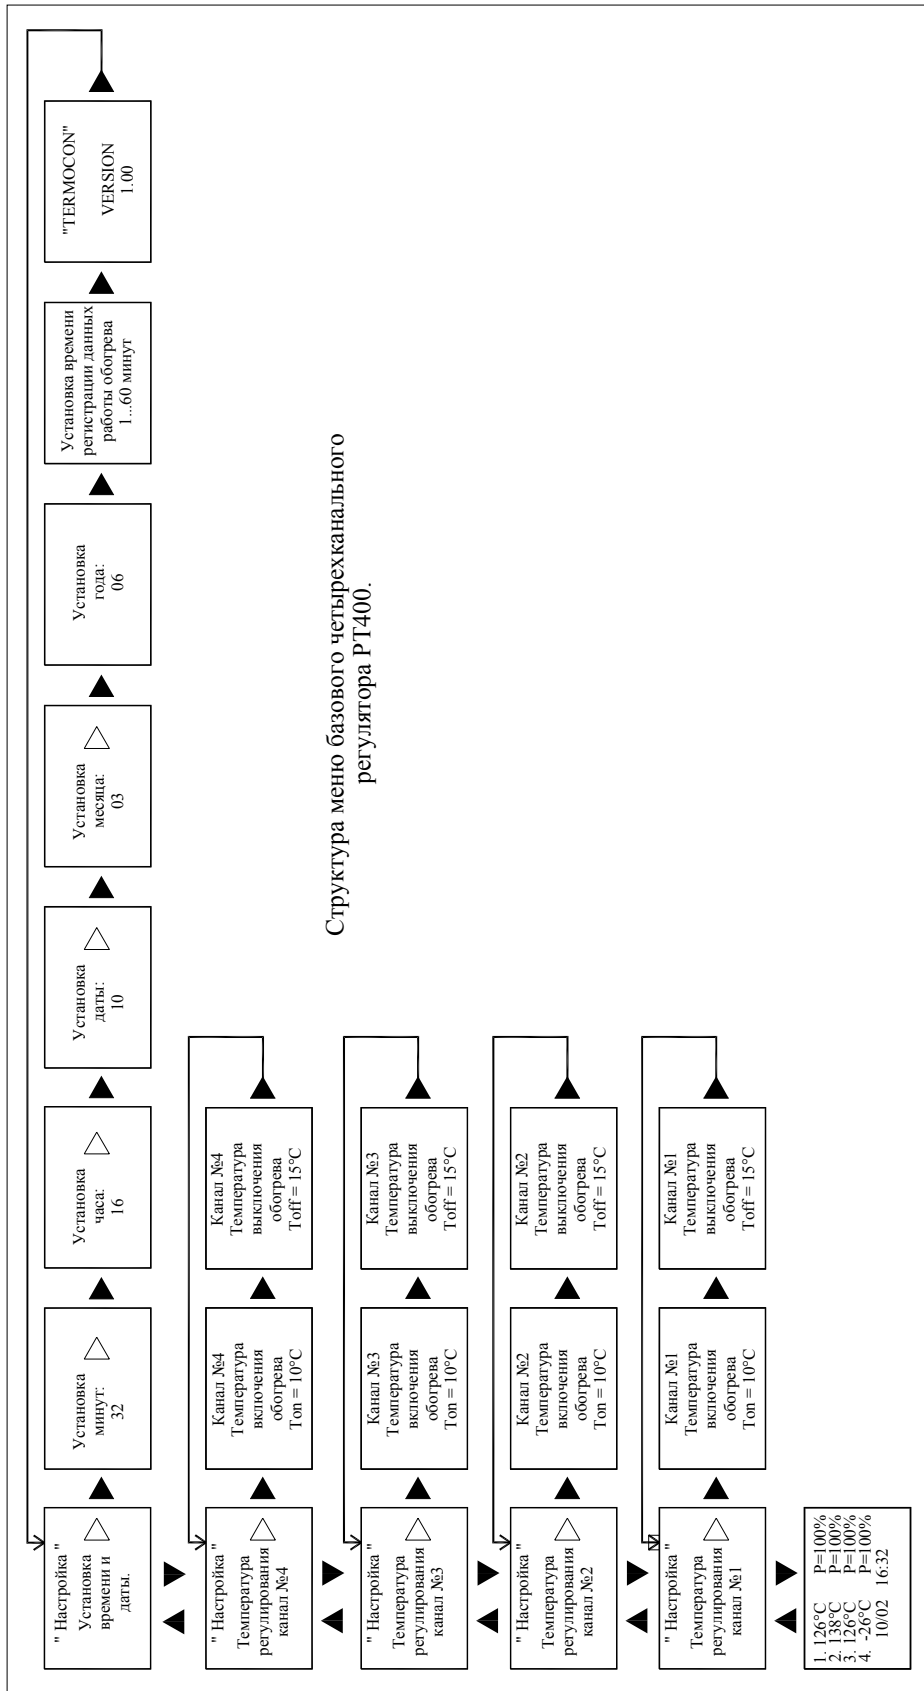 " Настройка "
Установка
времени и
даты.
Установка
минут:
32
Установка
часа:
16
Установка
даты:
10
Установка
месяца:
03
Установка
года:
06
Установка времени
регистрации данных
работы обогрева
1...60 минут
"TERMOCON"
VERSION
1.00
" Настройка "
Температура
регулирования
канал №4
Канал №4
Температура
включения
обогрева
Ton = 10°C
Канал №4
Температура
выключения
обогрева
Toff = 15°C
" Настройка "
Температура
регулирования
канал №3
Канал №3
Температура
включения
обогрева
Ton = 10°C
Канал №3
Температура
выключения
обогрева
Toff = 15°C
" Настройка "
Температура
регулирования
канал №2
Канал №2
Температура
включения
обогрева
Ton = 10°C
Канал №2
Температура
выключения
обогрева
Toff = 15°C
" Настройка "
Температура
регулирования
канал №1
Канал №1
Температура
включения
обогрева
Ton = 10°C
Канал №1
Температура
выключения
обогрева
Toff = 15°C
1. 126°C P=100%
2. 138°C P=100%
3. 126°C P=100%
4. -26°C P=100%
10/02 16:32
Структура меню базового четырехканального
регулятора РТ400.